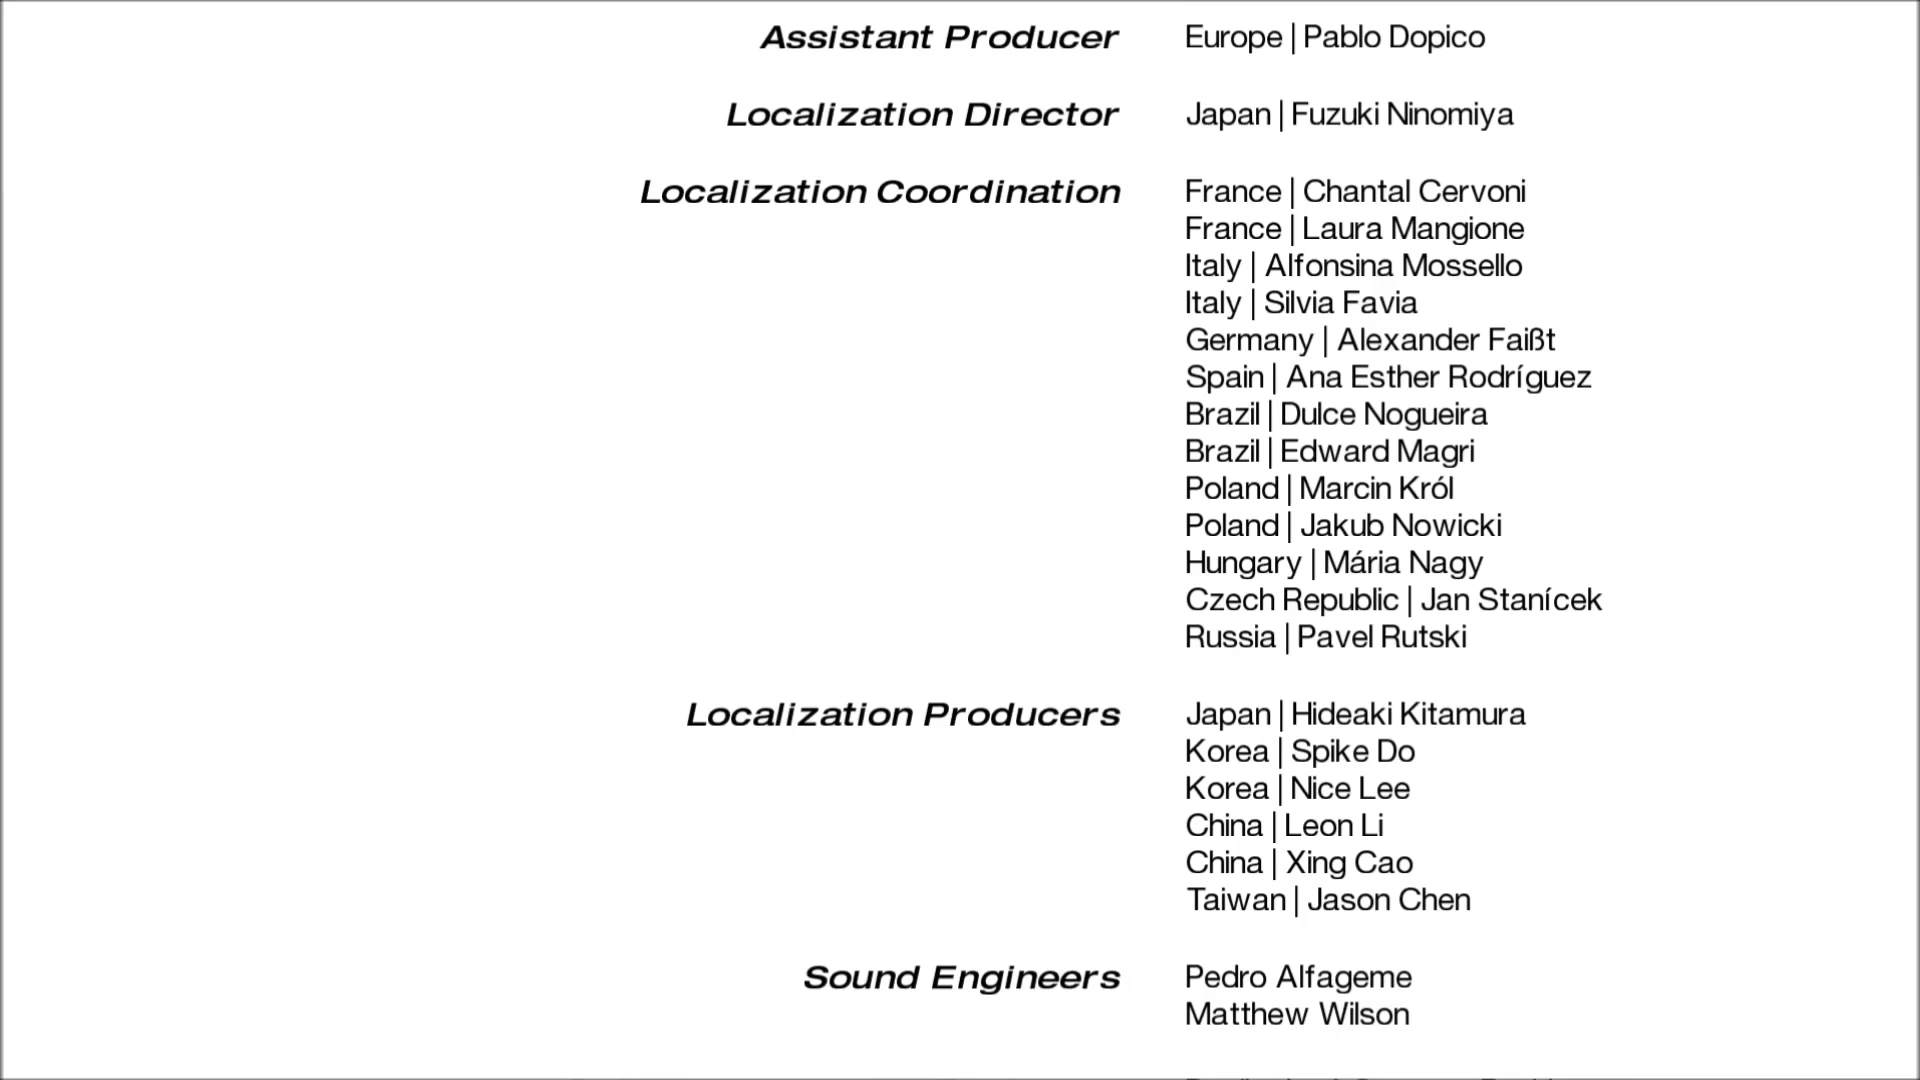 Assistant Producer Europe | Pablo Dopico
Localization Director Japan | Fuzuki Ninomiya
Localization Coordination France | Chantal Cervoni
France | Laura Mangione
Italy | Alfonsina Mossello
Italy | Silvia Favia
Germany | Alexander Faißt
Spain | Ana Esther Rodríguez
Brazil | Dulce Nogueira
Brazil | Edward Magri
Poland | Marcin Król
Poland | Jakub Nowicki
Hungary | Mária Nagy
Czech Republic | Jan Stanícek
Russia | Pavel Rutski
Localization Producers Japan | Hideaki Kitamura
Korea | Spike Do
Korea | Nice Lee
China | Leon Li
China | Xing Cao
Taiwan | Jason Chen
Sound Engineers Pedro Alfageme
Matthew Wilson